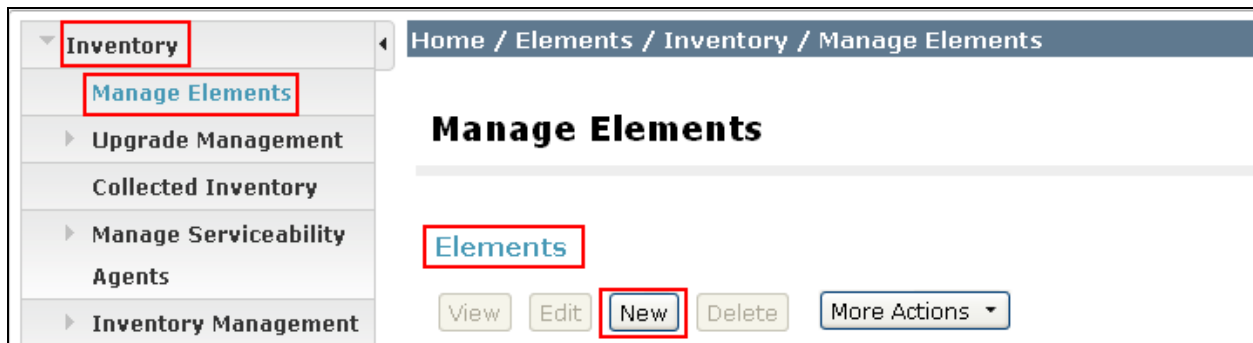 Inventory
Manage Elements
Upgrade Management
Collected Inventory
Manage Serviceability
Agents
Inventory Management
Home / Elements / Inventory / Manage Elements
Manage Elements
Elements
View Edit New Delete More Actions